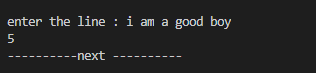 enter the line : i am a good boy
5
----------next ----------